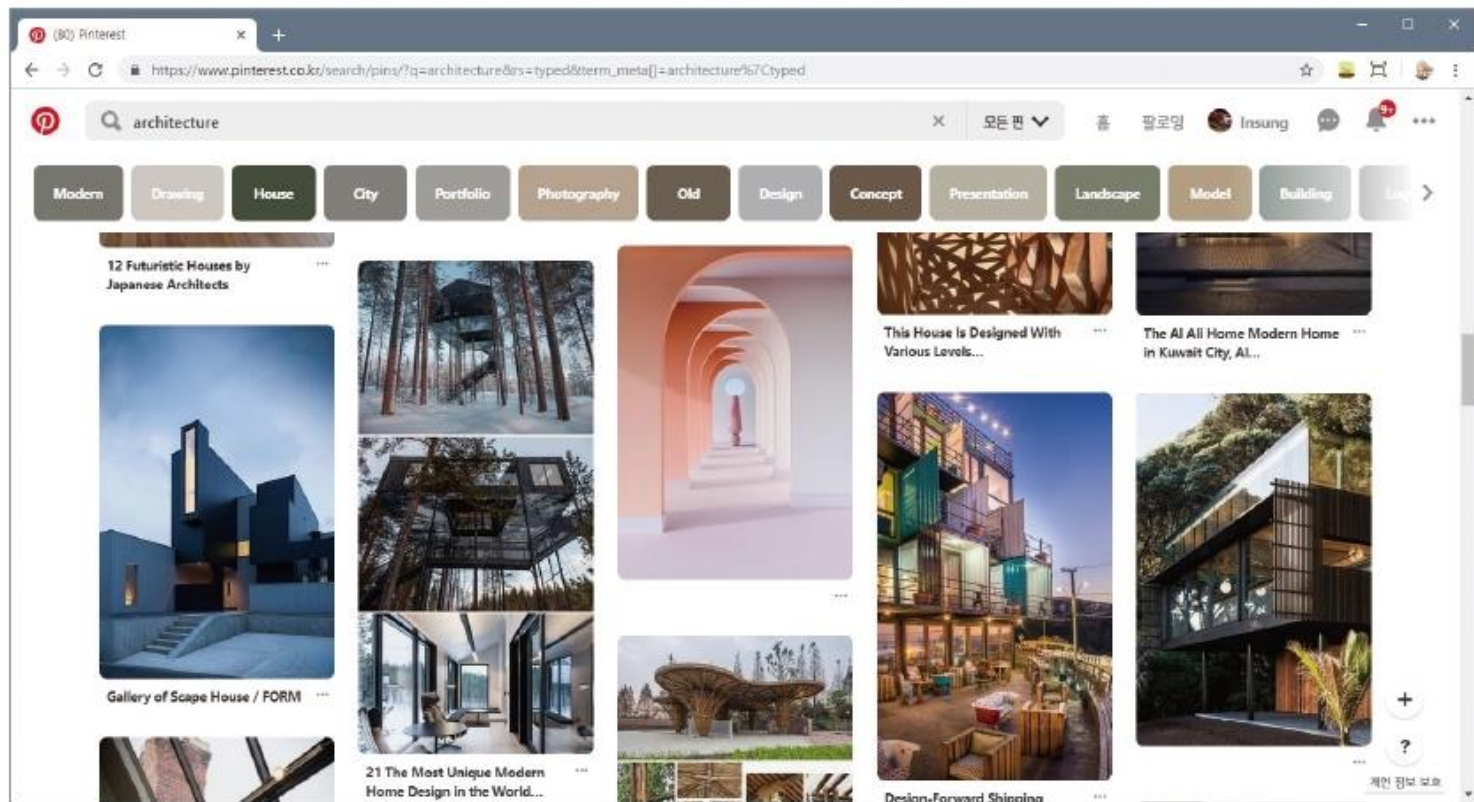 (80) Pinterest
https://www.pinterest.co.kr/search/pins/?q=architecture&rs=typed&term_meta[]=architecture%7Ctyped
architecture
모든 핀
홈
팔로잉
Insung
9+
Modern
Drawing
House
City
Portfolio
Photography
Old
Design
Concept
Presentation
Landscape
Model
Building
12 Futuristic Houses by
Japanese Architects
Gallery of Scape House / FORM
21 The Most Unique Modern
Home Design in the World...
This House Is Designed With
Various Levels...
Design-Forward Shipping
The Al Ali Home Modern Home
in Kuwait City, Al...
개인 정보 보호